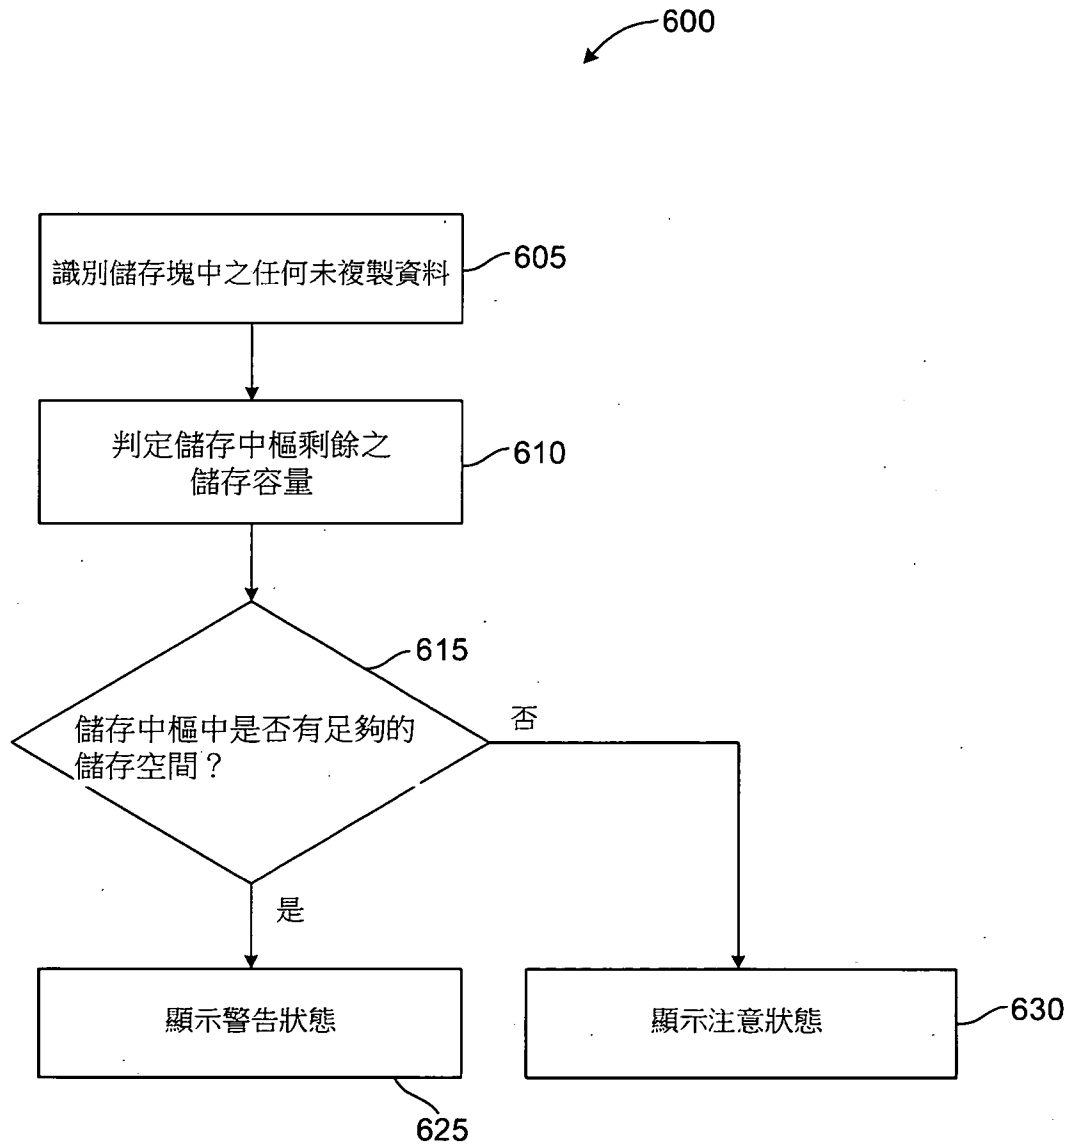 600
識別儲存塊中之任何未複製資料
605
判定儲存中樞剩餘之
儲存容量
610
615
儲存中樞中是否有足夠的
儲存空間？
否
是
顯示警告狀態
625
顯示注意狀態
630